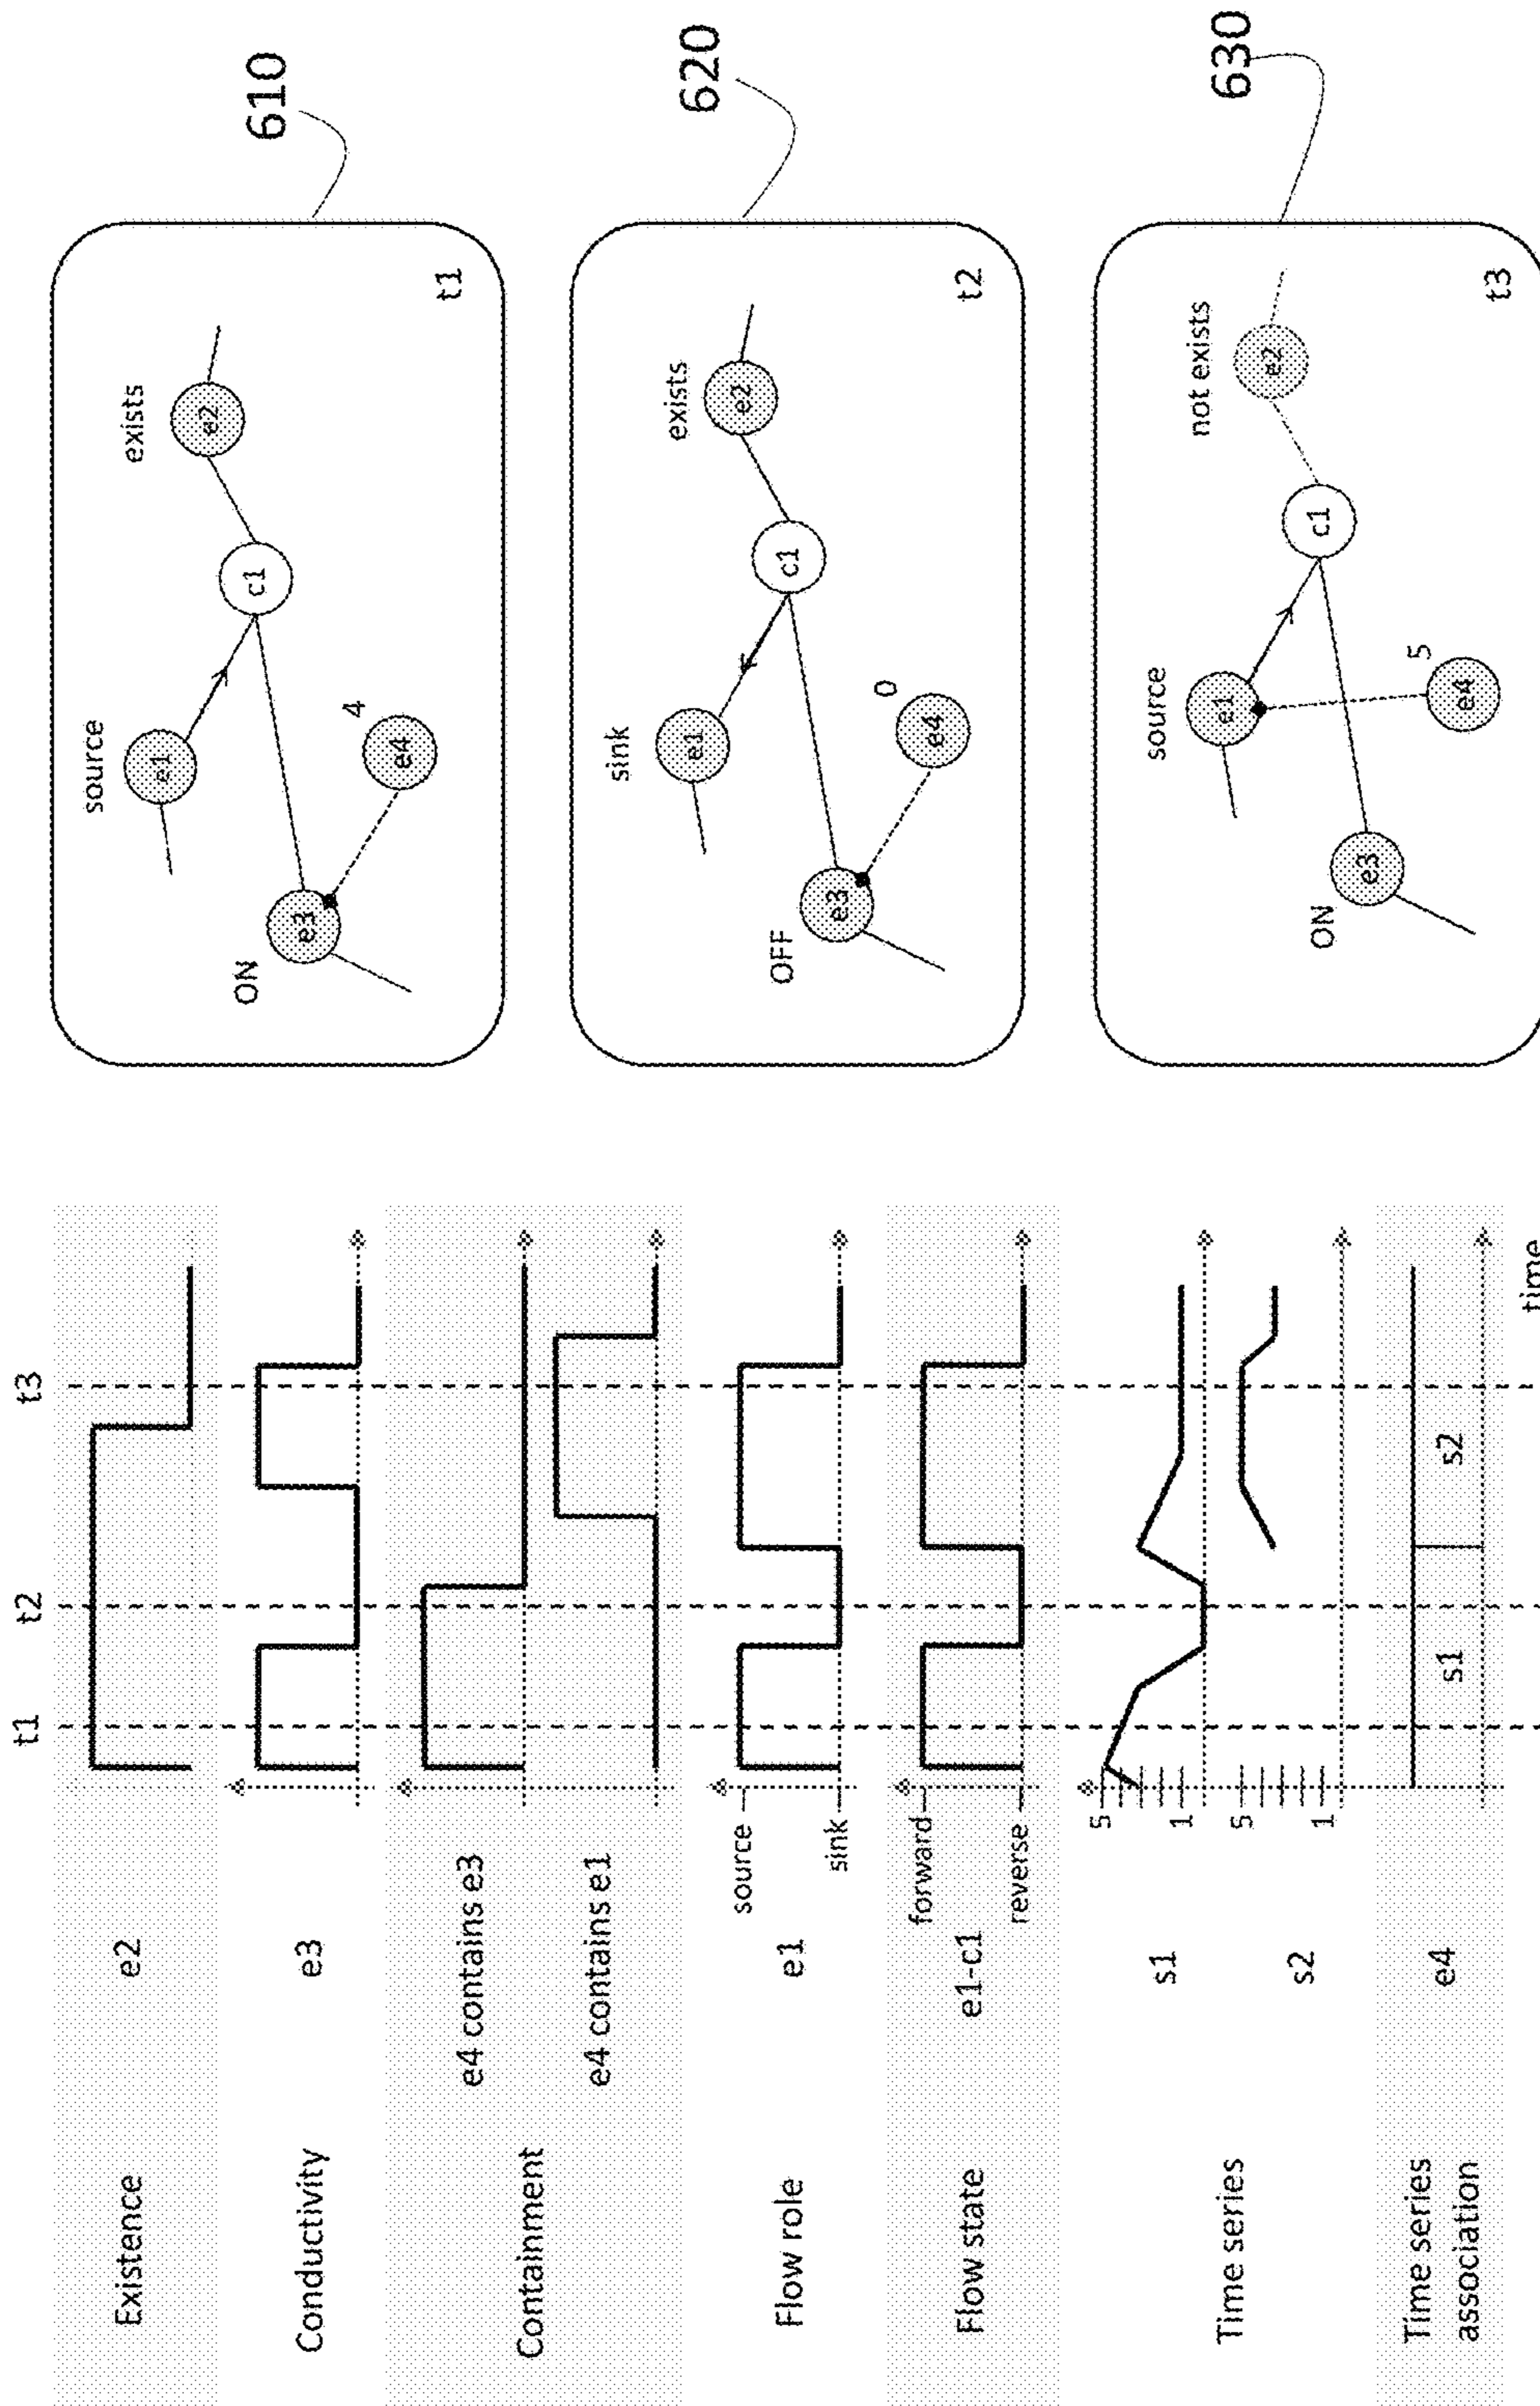 t1 t2 t3
Existence e2
Conductivity e3
Containment e4 contains e3
e4 contains e1
Flow role e1 source
sink
Flow state e1-c1 forward
reverse
Time series s1 5
1
s2 5
1
Time series
association
e4 s1 s2
time
610
source
exists
e1
e2
c1
ON
e3
4
e4
t1
620
sink
exists
e1
e2
c1
OFF
e3
0
e4
t2
630
source
not exists
e1
e2
c1
ON
e3
5
e4
t3